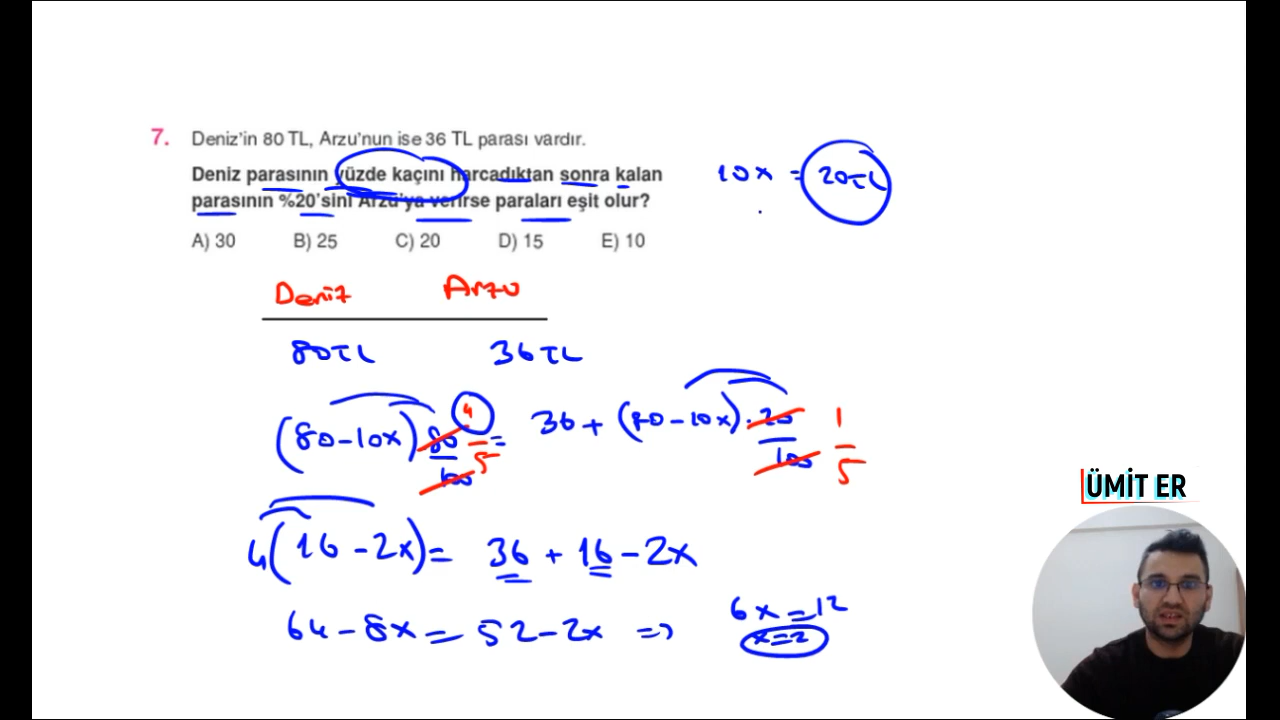 7. Deniz'in 80 TL, Arzu'nun ise 36 TL parası vardır.
Deniz parasının yüzde kaçını harcadıktan sonra kalan
parasının %20'sini Arzu'ya verirse paraları eşit olur?
A) 30 B) 25 C) 20 D) 15 E) 10
10x = 20TL
Deniz Arzu
80TL 36TL
(80-10x) 80/100 4/5 = 36 + (80-10x) · 20/100 1/5
4(16-2x) = 36 + 16 - 2x
64 - 8x = 52 - 2x => 6x = 12
x = 2
ÜMİT ER